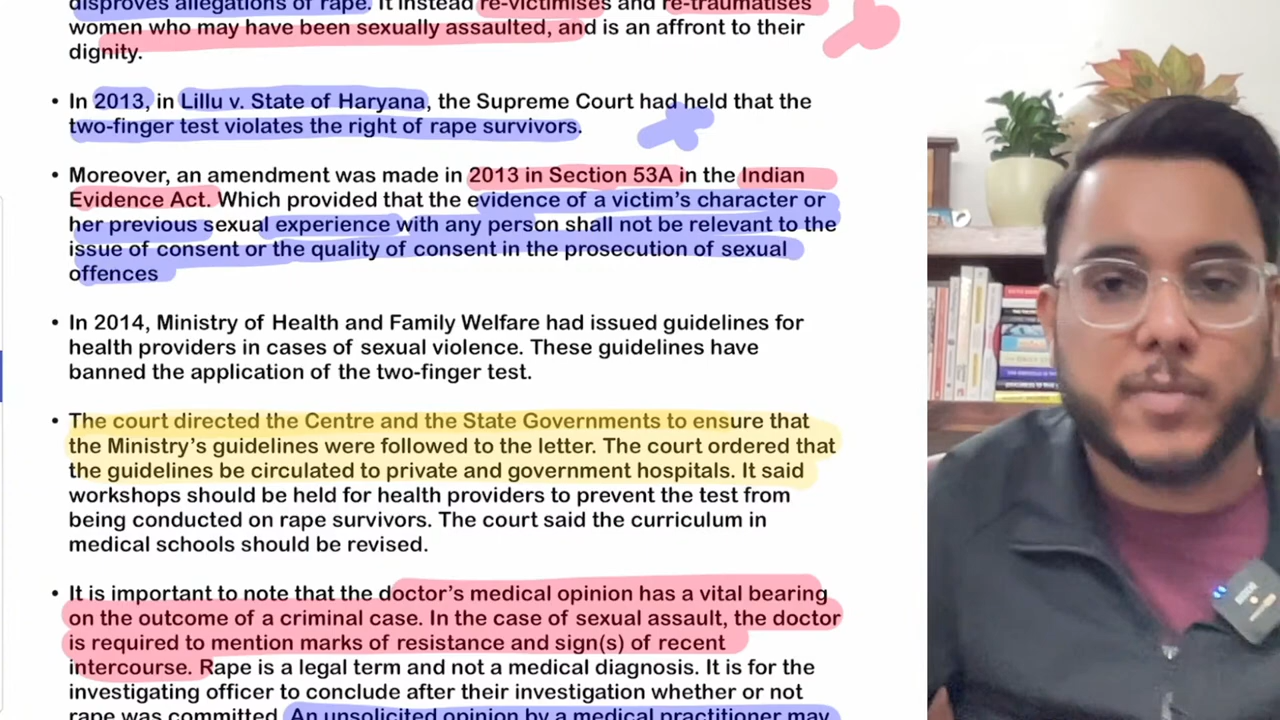 disproves allegations of rape. It instead re-victimises and re-traumatises
women who may have been sexually assaulted, and is an affront to their
dignity.
• In 2013, in Lillu v. State of Haryana, the Supreme Court had held that the
two-finger test violates the right of rape survivors.
• Moreover, an amendment was made in 2013 in Section 53A in the Indian
Evidence Act. Which provided that the evidence of a victim's character or
her previous sexual experience with any person shall not be relevant to the
issue of consent or the quality of consent in the prosecution of sexual
offences
• In 2014, Ministry of Health and Family Welfare had issued guidelines for
health providers in cases of sexual violence. These guidelines have
banned the application of the two-finger test.
• The court directed the Centre and the State Governments to ensure that
the Ministry's guidelines were followed to the letter. The court ordered that
the guidelines be circulated to private and government hospitals. It said
workshops should be held for health providers to prevent the test from
being conducted on rape survivors. The court said the curriculum in
medical schools should be revised.
• It is important to note that the doctor's medical opinion has a vital bearing
on the outcome of a criminal case. In the case of sexual assault, the doctor
is required to mention marks of resistance and sign(s) of recent
intercourse. Rape is a legal term and not a medical diagnosis. It is for the
investigating officer to conclude after their investigation whether or not
rape was committed. An unsolicited opinion by a medical practitioner may